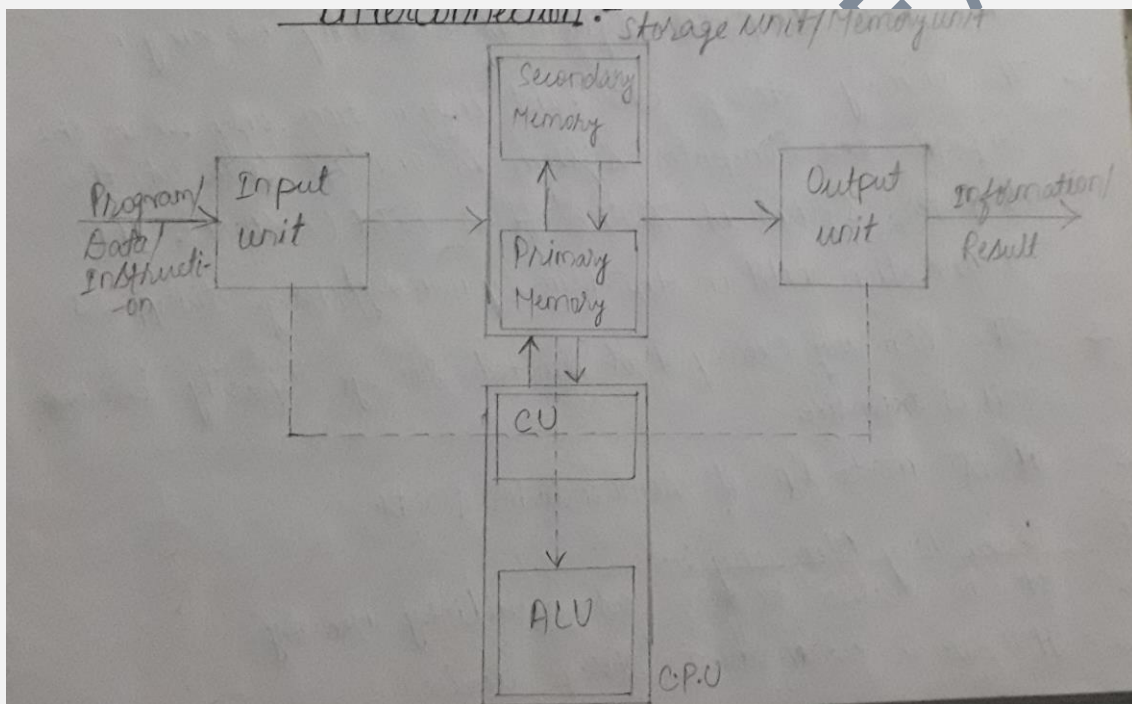 Interconnection :-
Storage Unit/Memory unit
Secondary
Memory
Program/
Data/
Instructi-
-on
Input
unit
Output
unit
Information/
Result
Primary
Memory
CU
ALU
C.P.U